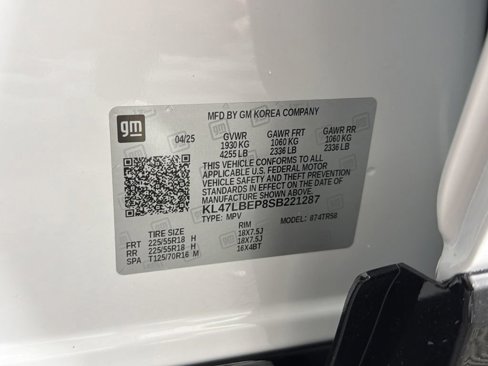 MFD BY GM KOREA COMPANY
gm
04/25 GVWR GAWR FRT GAWR RR
1930 KG 1060 KG 1060 KG
4255 LB 2336 LB 2336 LB
THIS VEHICLE CONFORMS TO ALL
APPLICABLE U.S. FEDERAL MOTOR
VEHICLE SAFETY AND THEFT PREVENTION
STANDARDS IN EFFECT ON THE DATE OF
MANUFACTURE SHOWN ABOVE.
KL47LBEP8SB221287
TYPE: MPV MODEL: 874TR58
TIRE SIZE RIM
FRT 225/55R18 H 18X7.5J
RR 225/55R18 H 18X7.5J
SPA T125/70R16 M 16X4BT